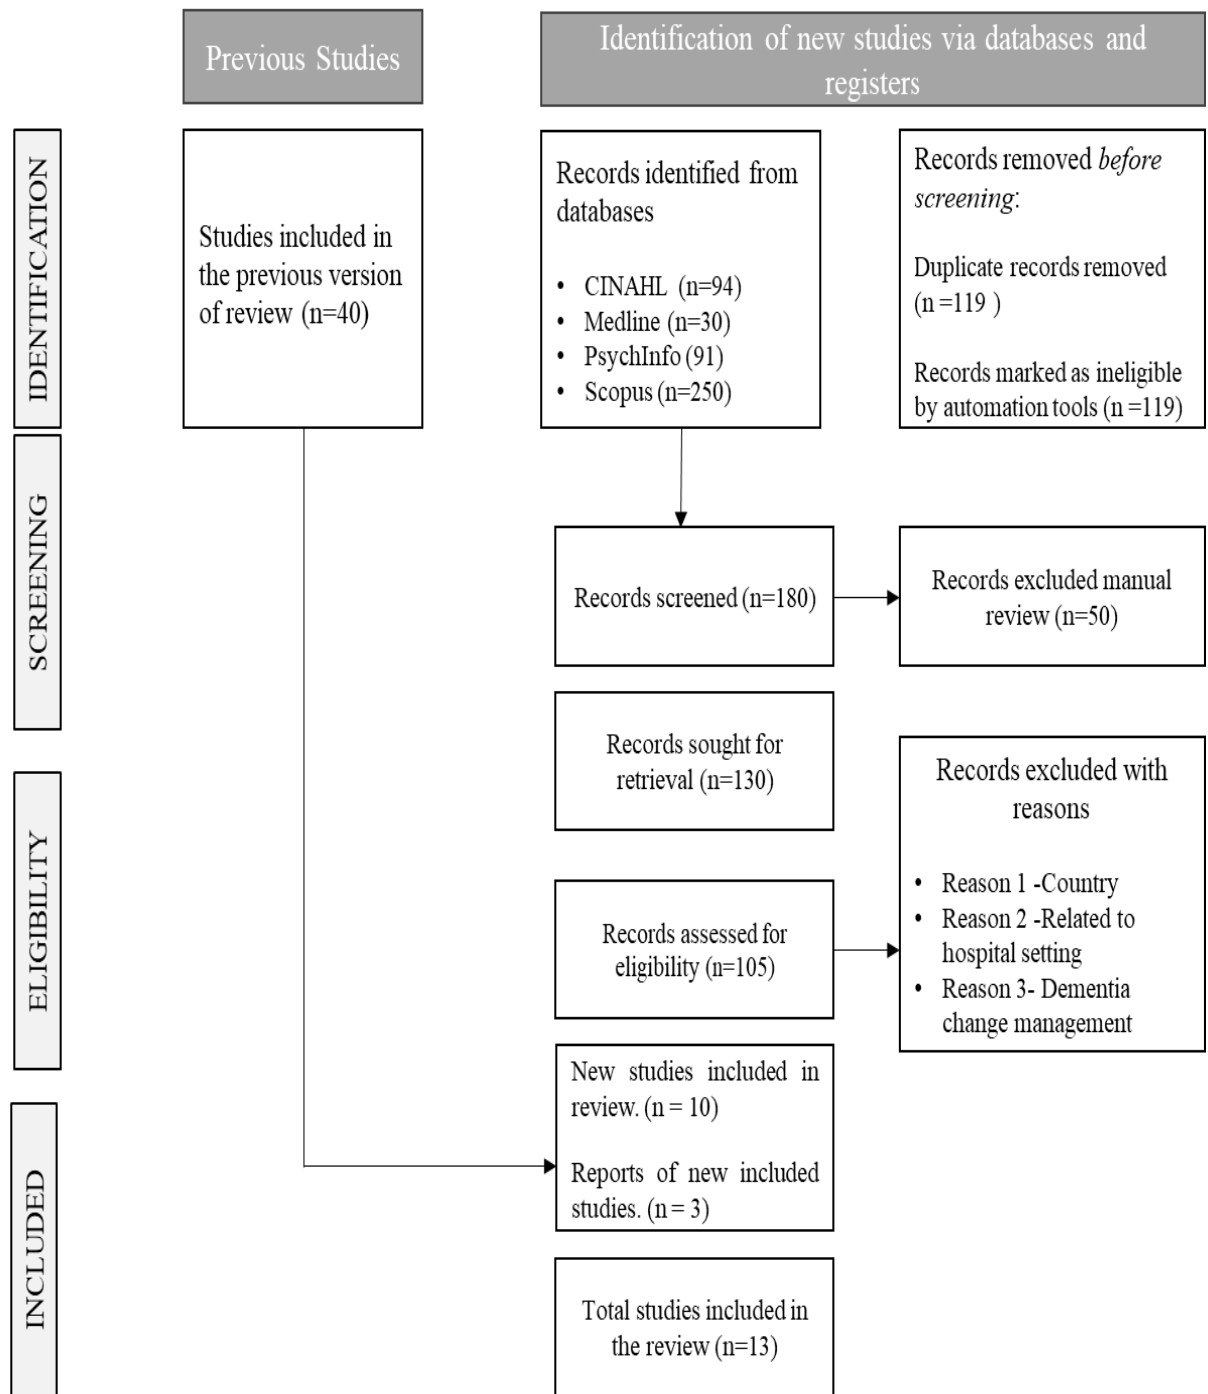 Previous Studies
Identification of new studies via databases and
registers
IDENTIFICATION
Studies included in
the previous version
of review (n=40)
Records identified from
databases
• CINAHL (n=94)
• Medline (n=30)
• PsychInfo (91)
• Scopus (n=250)
Records removed before
screening:
Duplicate records removed
(n =119 )
Records marked as ineligible
by automation tools (n =119)
SCREENING
Records screened (n=180)
Records excluded manual
review (n=50)
Records sought for
retrieval (n=130)
ELIGIBILITY
Records assessed for
eligibility (n=105)
Records excluded with
reasons
• Reason 1 -Country
• Reason 2 -Related to
hospital setting
• Reason 3- Dementia
change management
INCLUDED
New studies included in
review. (n = 10)
Reports of new included
studies. (n = 3)
Total studies included in
the review (n=13)